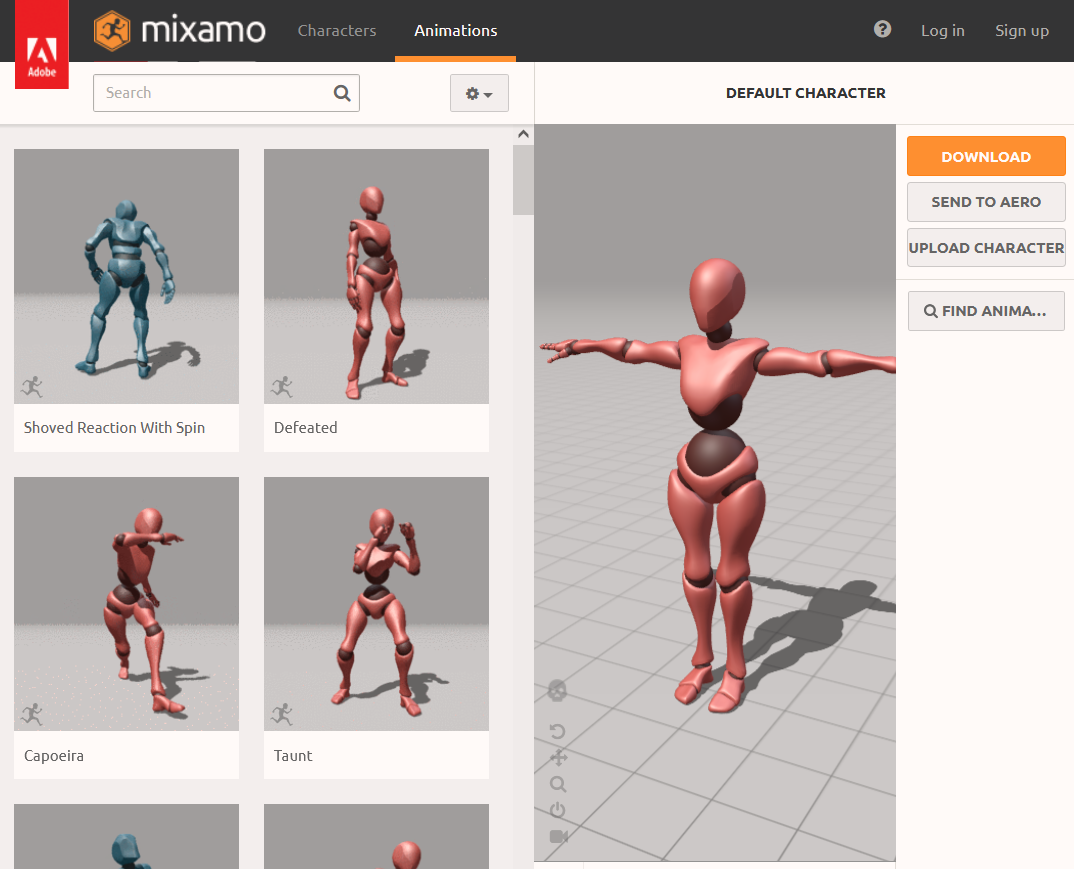 Adobe
mixamo
Characters
Animations
Log in
Sign up
Search
DEFAULT CHARACTER
DOWNLOAD
SEND TO AERO
UPLOAD CHARACTER
FIND ANIMA...
Shoved Reaction With Spin
Defeated
Capoeira
Taunt